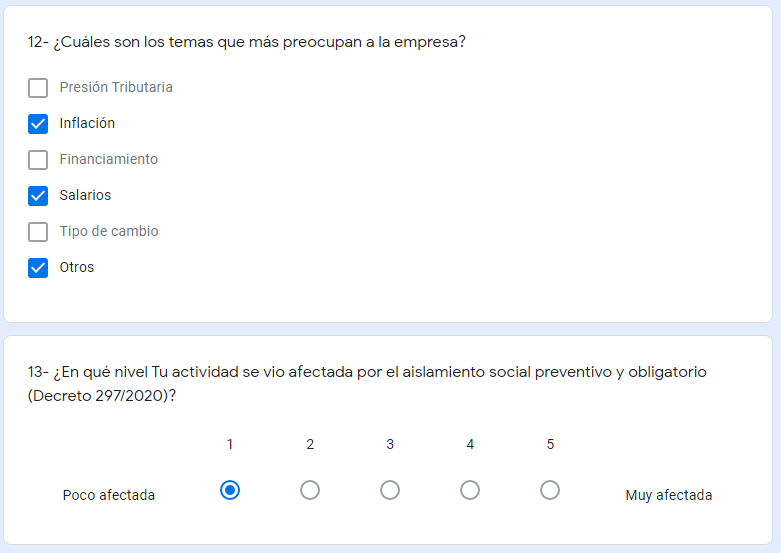 12- ¿Cuáles son los temas que más preocupan a la empresa?
Presión Tributaria
Inflación
Financiamiento
Salarios
Tipo de cambio
Otros
13- ¿En qué nivel Tu actividad se vio afectada por el aislamiento social preventivo y obligatorio
(Decreto 297/2020)?
1 2 3 4 5
Poco afectada Muy afectada